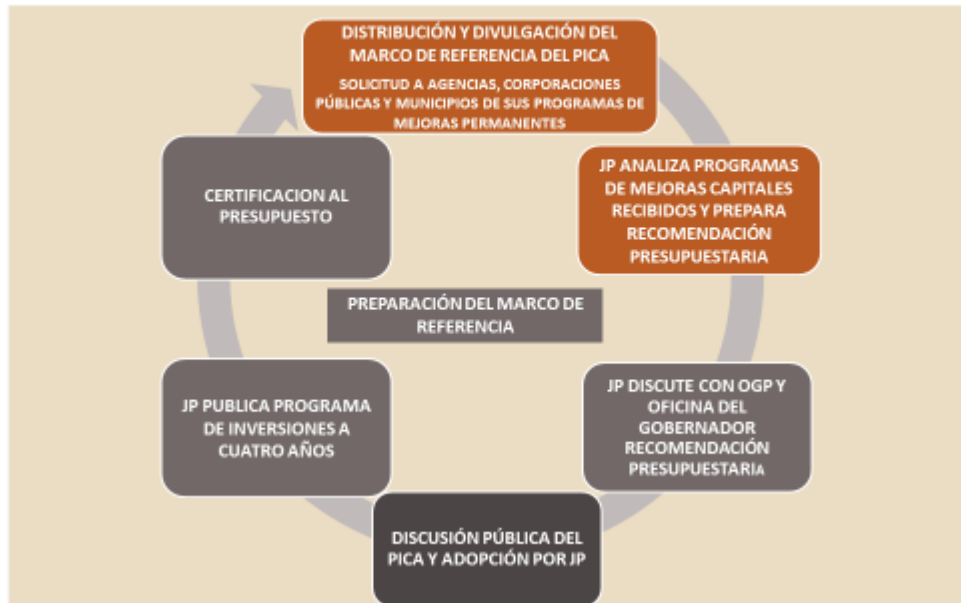 DISTRIBUCIÓN Y DIVULGACIÓN DEL
MARCO DE REFERENCIA DEL PICA
SOLICITUD A AGENCIAS, CORPORACIONES
PÚBLICAS Y MUNICIPIOS DE SUS PROGRAMAS DE
MEJORAS PERMANENTES
JP ANALIZA PROGRAMAS
DE MEJORAS CAPITALES
RECIBIDOS Y PREPARA
RECOMENDACIÓN
PRESUPUESTARIA
JP DISCUTE CON OGP Y
OFICINA DEL
GOBERNADOR
RECOMENDACIÓN
PRESUPUESTARIA
DISCUSIÓN PÚBLICA DEL
PICA Y ADOPCIÓN POR JP
JP PUBLICA PROGRAMA
DE INVERSIONES A
CUATRO AÑOS
CERTIFICACION AL
PRESUPUESTO
PREPARACIÓN DEL MARCO DE
REFERENCIA